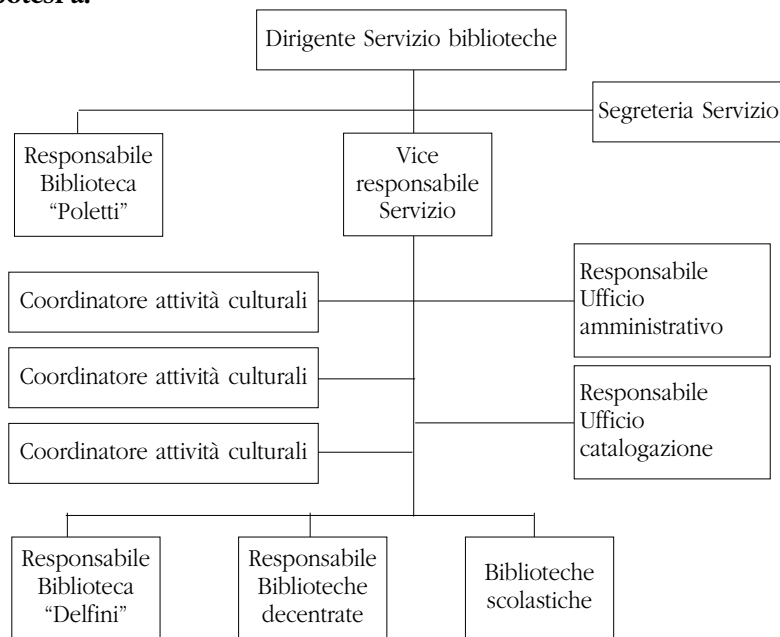 Dirigente Servizio biblioteche
Segreteria Servizio
Responsabile
Biblioteca
“Poletti”
Vice
responsabile
Servizio
Coordinatore attività culturali
Responsabile
Ufficio
amministrativo
Coordinatore attività culturali
Responsabile
Ufficio
catalogazione
Coordinatore attività culturali
Responsabile
Biblioteca
“Delfini”
Responsabile
Biblioteche
decentrate
Biblioteche
scolastiche